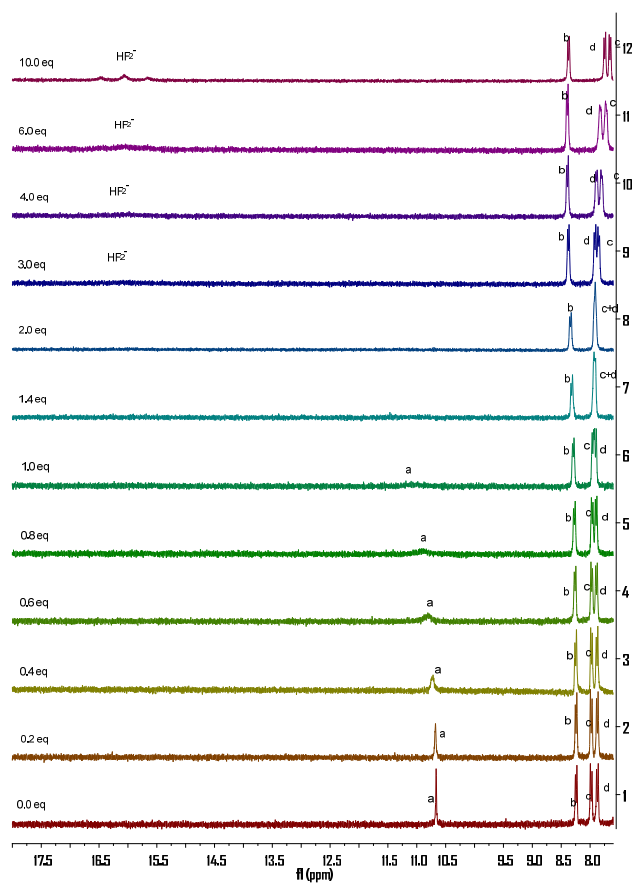 b d c 12
HF2-
10.0 eq
b d c 11
HF2-
6.0 eq
b d c 10
HF2-
4.0 eq
b d c 9
HF2-
3.0 eq
c+d
b 8
2.0 eq
c+d
b 7
1.4 eq
b c d 6
a
1.0 eq
b c d 5
a
0.8 eq
b c d 4
a
0.6 eq
b c d 3
a
0.4 eq
b c d 2
a
0.2 eq
b c d 1
a
0.0 eq
17.5 16.5 15.5 14.5 13.5 12.5 11.5 11.0 10.5 10.0 9.5 9.0 8.5 8.0
f1 (ppm)